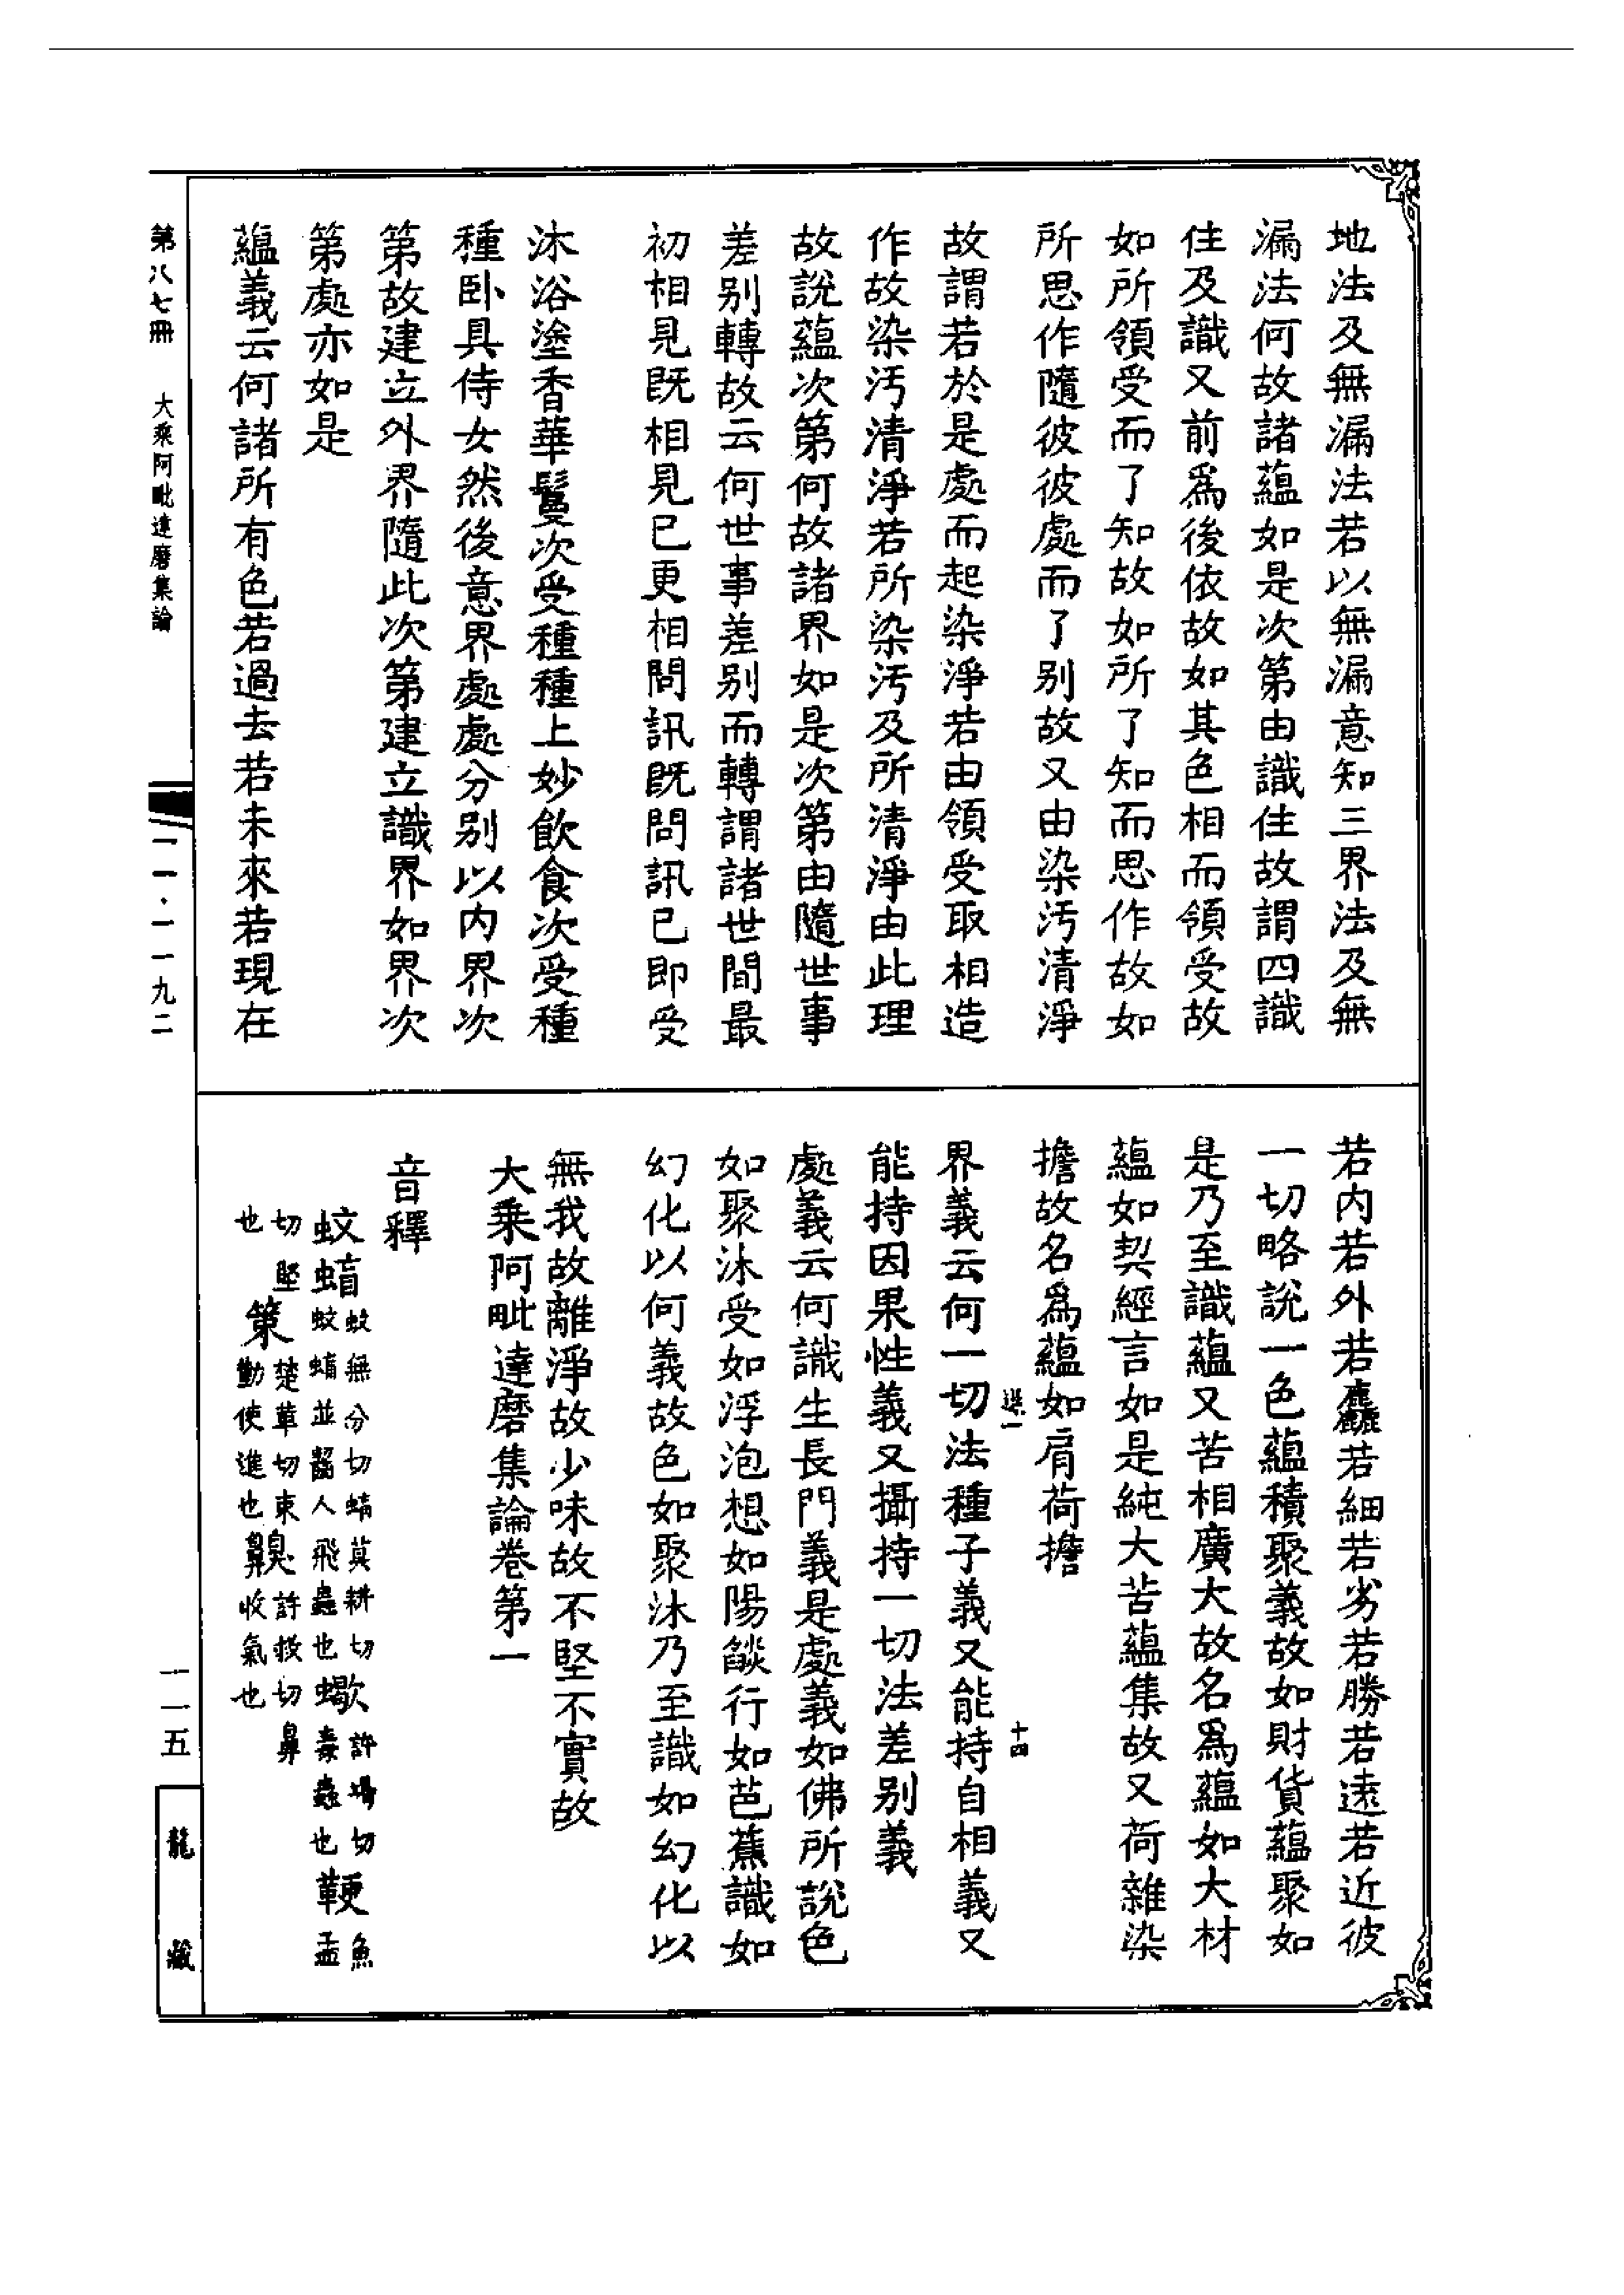 地法及無漏法若以無漏意知三界法及無
漏法何故諸蘊如是次第由識住故謂四識
住及識又前爲後依故如其色相而領受故
如所領受而了知故如所了知而思作故如
所思作隨彼彼處而了别故又由染汚清淨
故謂若於是處而起染淨若由領受取相造
作故染汚清淨若所染汚及所清淨由此理
故說蘊次第何故諸界如是次第由隨世事
差别轉故云何世事差别而轉謂諸世間最
初相見既相見已更相問訊既問訊已即受
沐浴塗香華鬘次受種種上妙飲食次受種
種卧具侍女然後意界處處分别以内界次
第故建立外界隨此次第建立識界如界次
第處亦如是
蘊義云何諸所有色若過去若未來若現在
若内若外若麤若細若劣若勝若遠若近彼
一切略說一色蘊積聚義故如財貨蘊聚如
是乃至識蘊又苦相廣大故名爲蘊如大材
蘊如契經言如是純大苦蘊集故又荷雜染
擔故名爲蘊如肩荷擔
選一
十四
界義云何一切法種子義又能持自相義又
能持因果性義又攝持一切法差别義
處義云何識生長門義是處義如佛所說色
如聚沫受如浮泡想如陽燄行如芭蕉識如
幻化以何義故色如聚沫乃至識如幻化以
無我故離淨故少味故不堅不實故
大乘阿毗達磨集論卷第一
音釋
蚊蝱蚊無分切蝱莫耕切蚊蝱並齧人飛蟲也蠍許謁切毒蟲也鞕魚孟
切堅也策楚革切束勤使進也齅許救切鼻收氣也
第八七冊
大乘阿毗達磨集論
一一·一一九二
一一五
龍藏